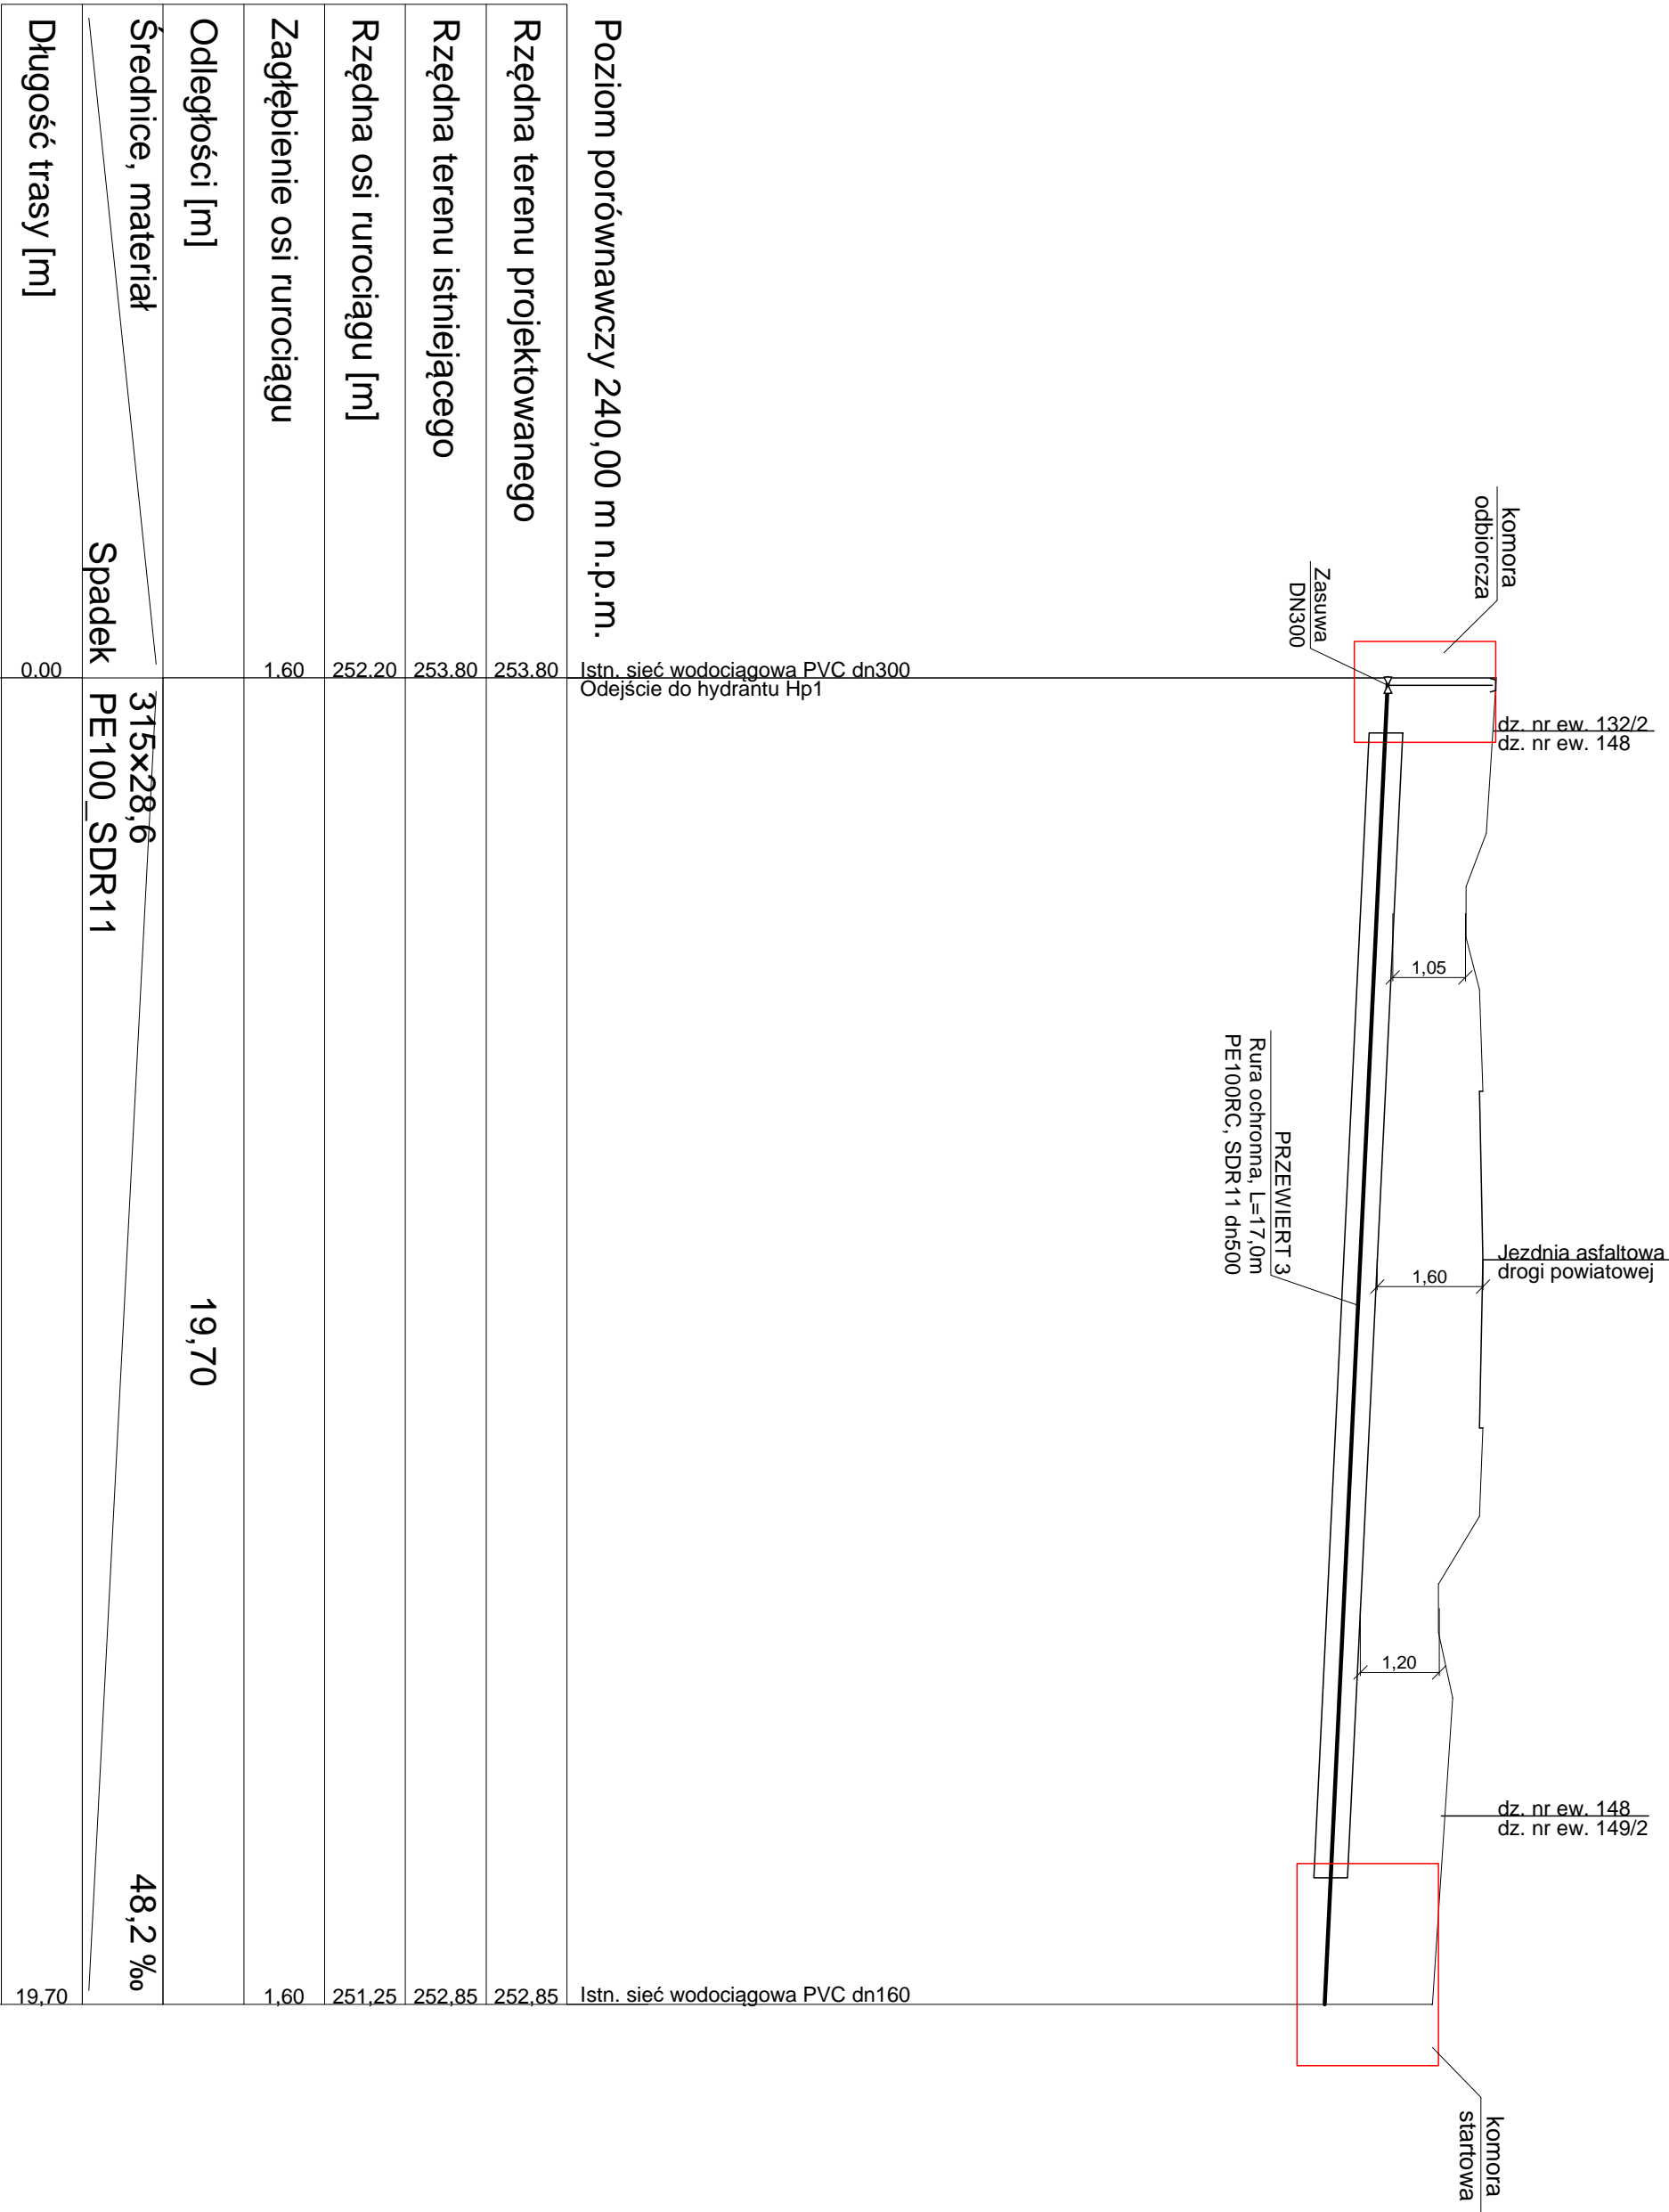 komora
odbiorcza
Zasuwa
DN300
dz. nr ew. 132/2
dz. nr ew. 148
1,05
PRZEWIERT 3
Rura ochronna, L=17,0m
PE100RC, SDR11 dn500
Jezdnia asfaltowa
drogi powiatowej
1,60
1,20
dz. nr ew. 148
dz. nr ew. 149/2
komora
startowa
Poziom porównawczy 240,00 m n.p.m.
Istn. sieć wodociągowa PVC dn300
Odejście do hydrantu Hp1
Istn. sieć wodociągowa PVC dn160
Rzędna terenu projektowanego 253.80 252,85
Rzędna terenu istniejącego 253.80 252,85
Rzędna osi rurociągu [m] 252.20 251,25
Zagłębienie osi rurociągu 1.60 1,60
Odległości [m] 19,70
Średnice, materiał 315x28,6 48,2 ‰
Spadek PE100_SDR11
Długość trasy [m] 0.00 19,70